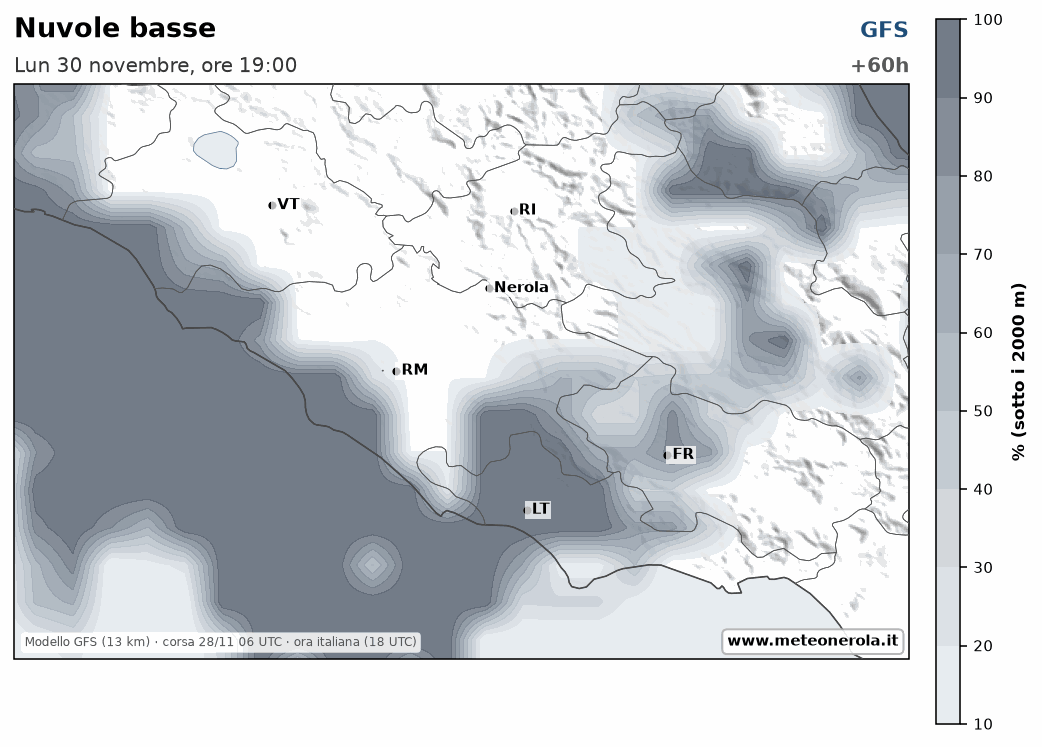 Nuvole basse
GFS
Lun 30 novembre, ore 19:00
+60h
VT
RI
Nerola
RM
FR
LT
Modello GFS (13 km) · corsa 28/11 06 UTC · ora italiana (18 UTC)
www.meteonerola.it
100
90
80
70
60
50
40
30
20
10
% (sotto i 2000 m)